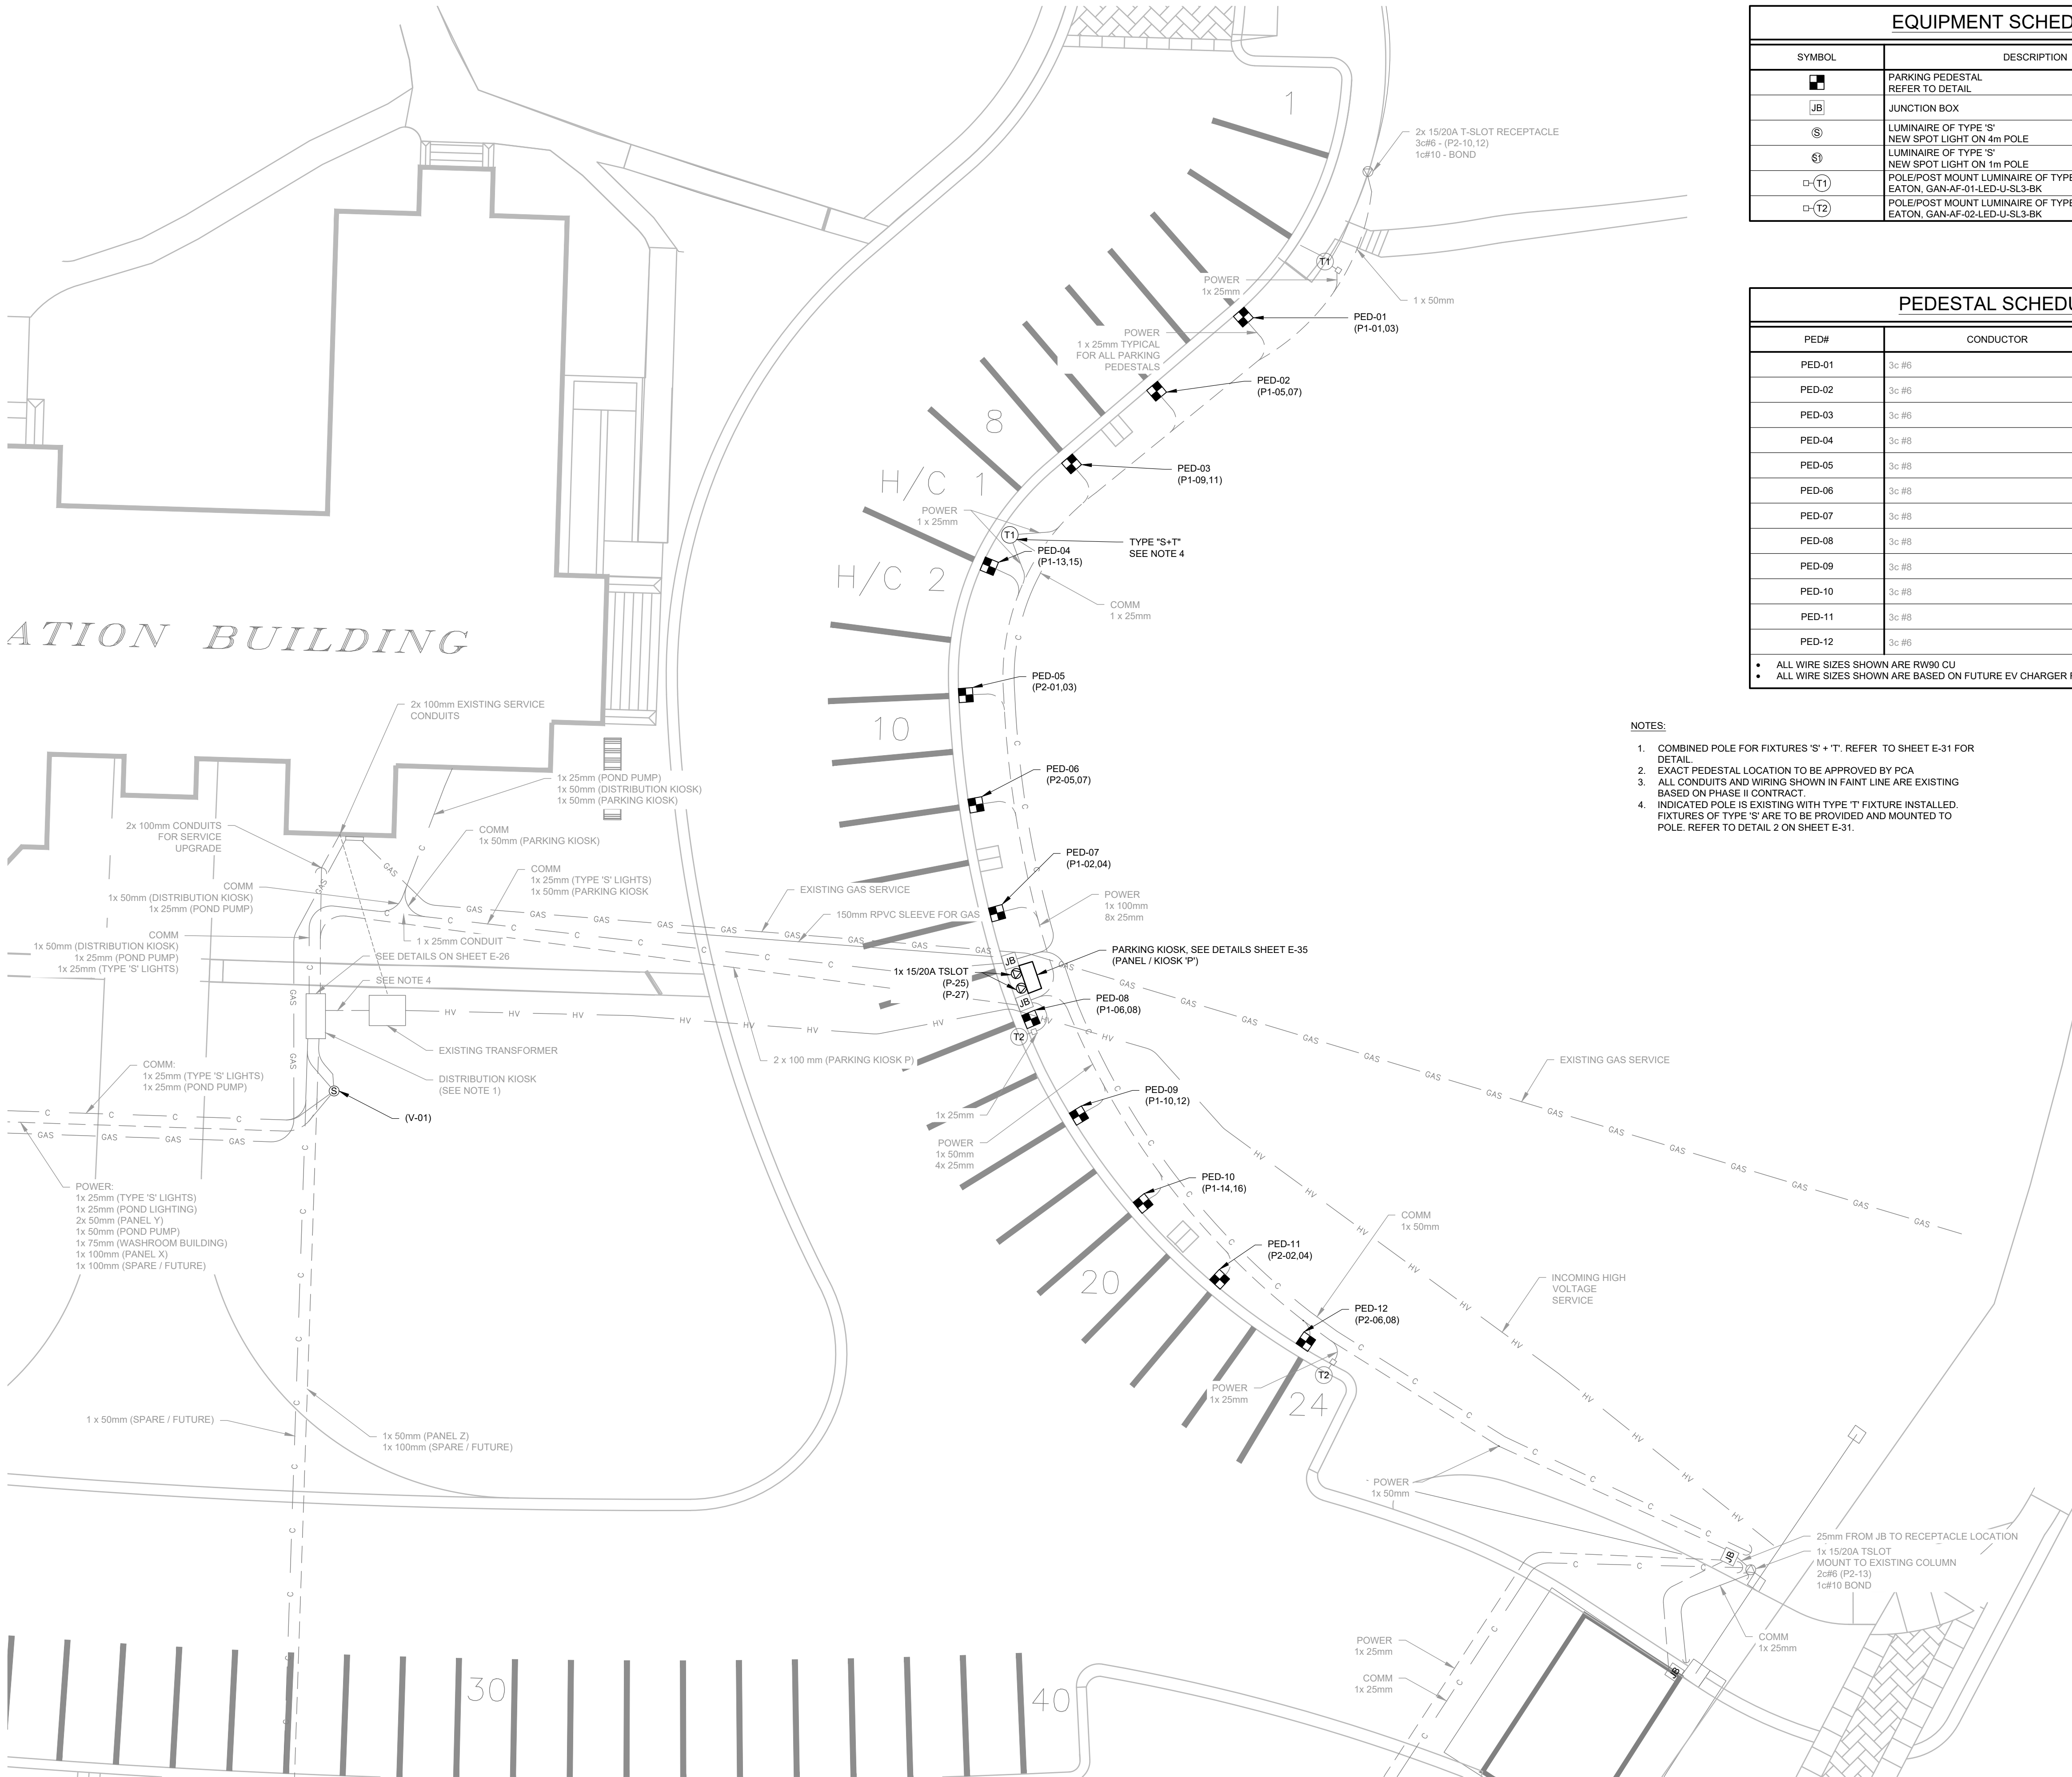 EQUIPMENT SCHED
SYMBOL DESCRIPTION
PARKING PEDESTAL
REFER TO DETAIL
JB JUNCTION BOX
S LUMINAIRE OF TYPE 'S'
NEW SPOT LIGHT ON 4m POLE
S1 LUMINAIRE OF TYPE 'S'
NEW SPOT LIGHT ON 1m POLE
T1 POLE/POST MOUNT LUMINAIRE OF TYPE
EATON, GAN-AF-01-LED-U-SL3-BK
T2 POLE/POST MOUNT LUMINAIRE OF TYPE
EATON, GAN-AF-02-LED-U-SL3-BK
PEDESTAL SCHEDU
PED# CONDUCTOR
PED-01 3c #6
PED-02 3c #6
PED-03 3c #6
PED-04 3c #8
PED-05 3c #8
PED-06 3c #8
PED-07 3c #8
PED-08 3c #8
PED-09 3c #8
PED-10 3c #8
PED-11 3c #8
PED-12 3c #6
• ALL WIRE SIZES SHOWN ARE RW90 CU
• ALL WIRE SIZES SHOWN ARE BASED ON FUTURE EV CHARGER
NOTES:
1. COMBINED POLE FOR FIXTURES 'S' + 'T'. REFER TO SHEET E-31 FOR
DETAIL.
2. EXACT PEDESTAL LOCATION TO BE APPROVED BY PCA
3. ALL CONDUITS AND WIRING SHOWN IN FAINT LINE ARE EXISTING
BASED ON PHASE II CONTRACT.
4. INDICATED POLE IS EXISTING WITH TYPE 'T' FIXTURE INSTALLED.
FIXTURES OF TYPE 'S' ARE TO BE PROVIDED AND MOUNTED TO
POLE. REFER TO DETAIL 2 ON SHEET E-31.
1
2x 15/20A T-SLOT RECEPTACLE
3c#6 - (P2-10,12)
1c#10 - BOND
T1
POWER
1x 25mm
1 x 50mm
PED-01
(P1-01,03)
POWER
1 x 25mm TYPICAL
FOR ALL PARKING
PEDESTALS
PED-02
(P1-05,07)
8
PED-03
(P1-09,11)
H/C 1
POWER
1 x 25mm
T1
TYPE "S+T"
SEE NOTE 4
PED-04
(P1-13,15)
H/C 2
COMM
1 x 25mm
ATION BUILDING
PED-05
(P2-01,03)
10
2x 100mm EXISTING SERVICE
CONDUITS
PED-06
(P2-05,07)
1x 25mm (POND PUMP)
1x 50mm (DISTRIBUTION KIOSK)
1x 50mm (PARKING KIOSK)
2x 100mm CONDUITS
FOR SERVICE
UPGRADE
COMM
1x 50mm (PARKING KIOSK)
PED-07
(P1-02,04)
COMM
1x 25mm (TYPE 'S' LIGHTS)
1x 50mm (PARKING KIOSK
COMM
1x 50mm (DISTRIBUTION KIOSK)
1x 25mm (POND PUMP)
EXISTING GAS SERVICE
POWER
1x 100mm
8x 25mm
150mm RPVC SLEEVE FOR GAS
COMM
1x 50mm (DISTRIBUTION KIOSK)
1x 25mm (POND PUMP)
1x 25mm (TYPE 'S' LIGHTS)
1 x 25mm CONDUIT
SEE DETAILS ON SHEET E-26
SEE NOTE 4
PARKING KIOSK, SEE DETAILS SHEET E-35
(PANEL / KIOSK 'P')
JB
1x 15/20A TSLOT
(P-25)
(P-27)
JB
PED-08
(P1-06,08)
T2
EXISTING TRANSFORMER
2 x 100 mm (PARKING KIOSK P)
EXISTING GAS SERVICE
COMM:
1x 25mm (TYPE 'S' LIGHTS)
1x 25mm (POND PUMP)
DISTRIBUTION KIOSK
(SEE NOTE 1)
S
(V-01)
PED-09
(P1-10,12)
1x 25mm
POWER
1x 50mm
4x 25mm
PED-10
(P1-14,16)
POWER:
1x 25mm (TYPE 'S' LIGHTS)
1x 25mm (POND LIGHTING)
2x 50mm (PANEL Y)
1x 50mm (POND PUMP)
1x 75mm (WASHROOM BUILDING)
1x 100mm (PANEL X)
1x 100mm (SPARE / FUTURE)
COMM
1x 50mm
PED-11
(P2-02,04)
20
INCOMING HIGH
VOLTAGE
SERVICE
PED-12
(P2-06,08)
T2
POWER
1x 25mm
24
1 x 50mm (SPARE / FUTURE)
1x 50mm (PANEL Z)
1x 100mm (SPARE / FUTURE)
POWER
1x 50mm
25mm FROM JB TO RECEPTACLE LOCATION
JB
1x 15/20A TSLOT
MOUNT TO EXISTING COLUMN
2c#6 (P2-13)
1c#10 BOND
COMM
1x 25mm
POWER
1x 25mm
COMM
1x 25mm
JB
30
40